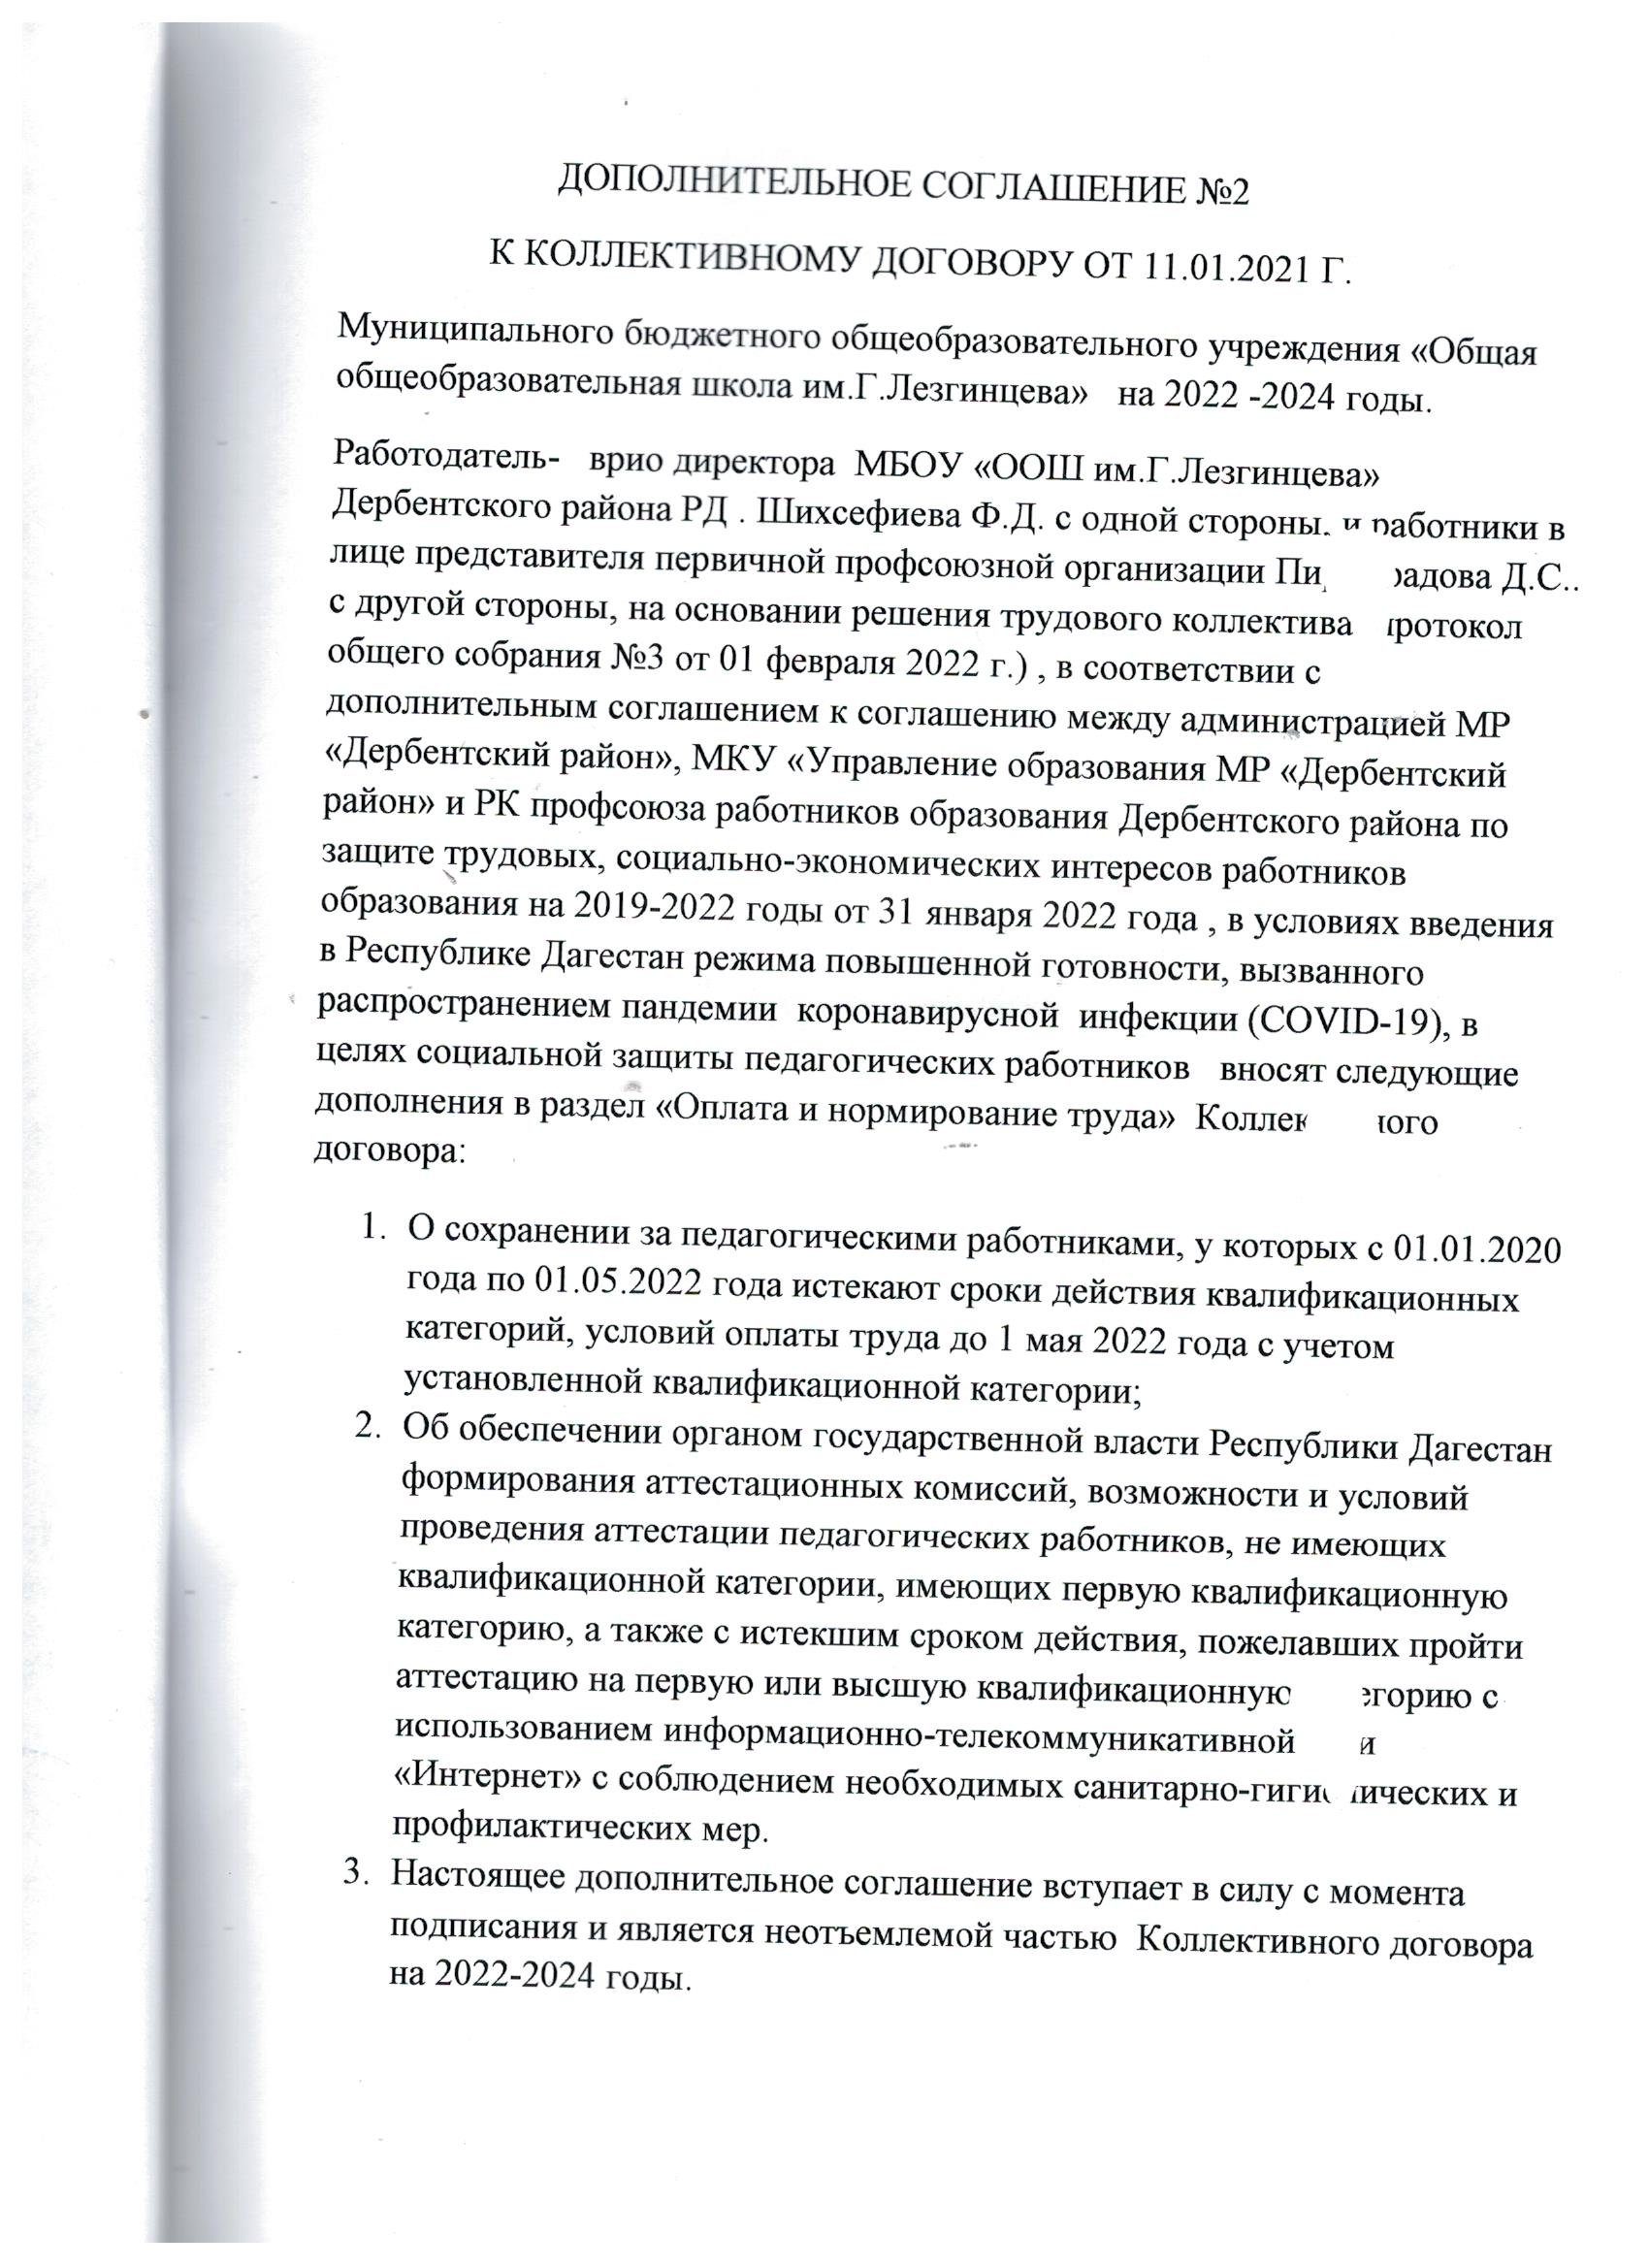 ДОПОЛНИТЕЛЬНОЕ СОГЛАШЕНИЕ №2
К КОЛЛЕКТИВНОМУ ДОГОВОРУ ОТ 11.01.2021 Г.
Муниципального бюджетного общеобразовательного учреждения «Общая
общеобразовательная школа им.Г.Лезгинцева» на 2022 -2024 годы.
Работодатель- врио директора МБОУ «ООШ им.Г.Лезгинцева»
Дербентского района РД . Шихсефиева Ф.Д. с одной стороны, и работники в
лице представителя первичной профсоюзной организации Д.С..
с другой стороны, на основании решения трудового коллектива протокол
общего собрания №3 от 01 февраля 2022 г.) , в соответствии с
дополнительным соглашением к соглашению между администрацией МР
«Дербентский район», МКУ «Управление образования МР «Дербентский
район» и РК профсоюза работников образования Дербентского района по
защите трудовых, социально-экономических интересов работников
образования на 2019-2022 годы от 31 января 2022 года , в условиях введения
в Республике Дагестан режима повышенной готовности, вызванного
распространением пандемии коронавирусной инфекции (COVID-19), в
целях социальной защиты педагогических работников вносят следующие
дополнения в раздел «Оплата и нормирование труда»
договора:
1. О сохранении за педагогическими работниками, у которых с 01.01.2020
года по 01.05.2022 года истекают сроки действия квалификационных
категорий, условий оплаты труда до 1 мая 2022 года с учетом
установленной квалификационной категории;
2. Об обеспечении органом государственной власти Республики Дагестан
формирования аттестационных комиссий, возможности и условий
проведения аттестации педагогических работников, не имеющих
квалификационной категории, имеющих первую квалификационную
категорию, а также с истекшим сроком действия, пожелавших пройти
аттестацию на первую или высшую квалификационную с
использованием информационно-телекоммуникативной
«Интернет» с соблюдением необходимых и
профилактических мер.
3. Настоящее дополнительное соглашение вступает в силу с момента
подписания и является неотъемлемой частью Коллективного договора
на 2022-2024 годы.